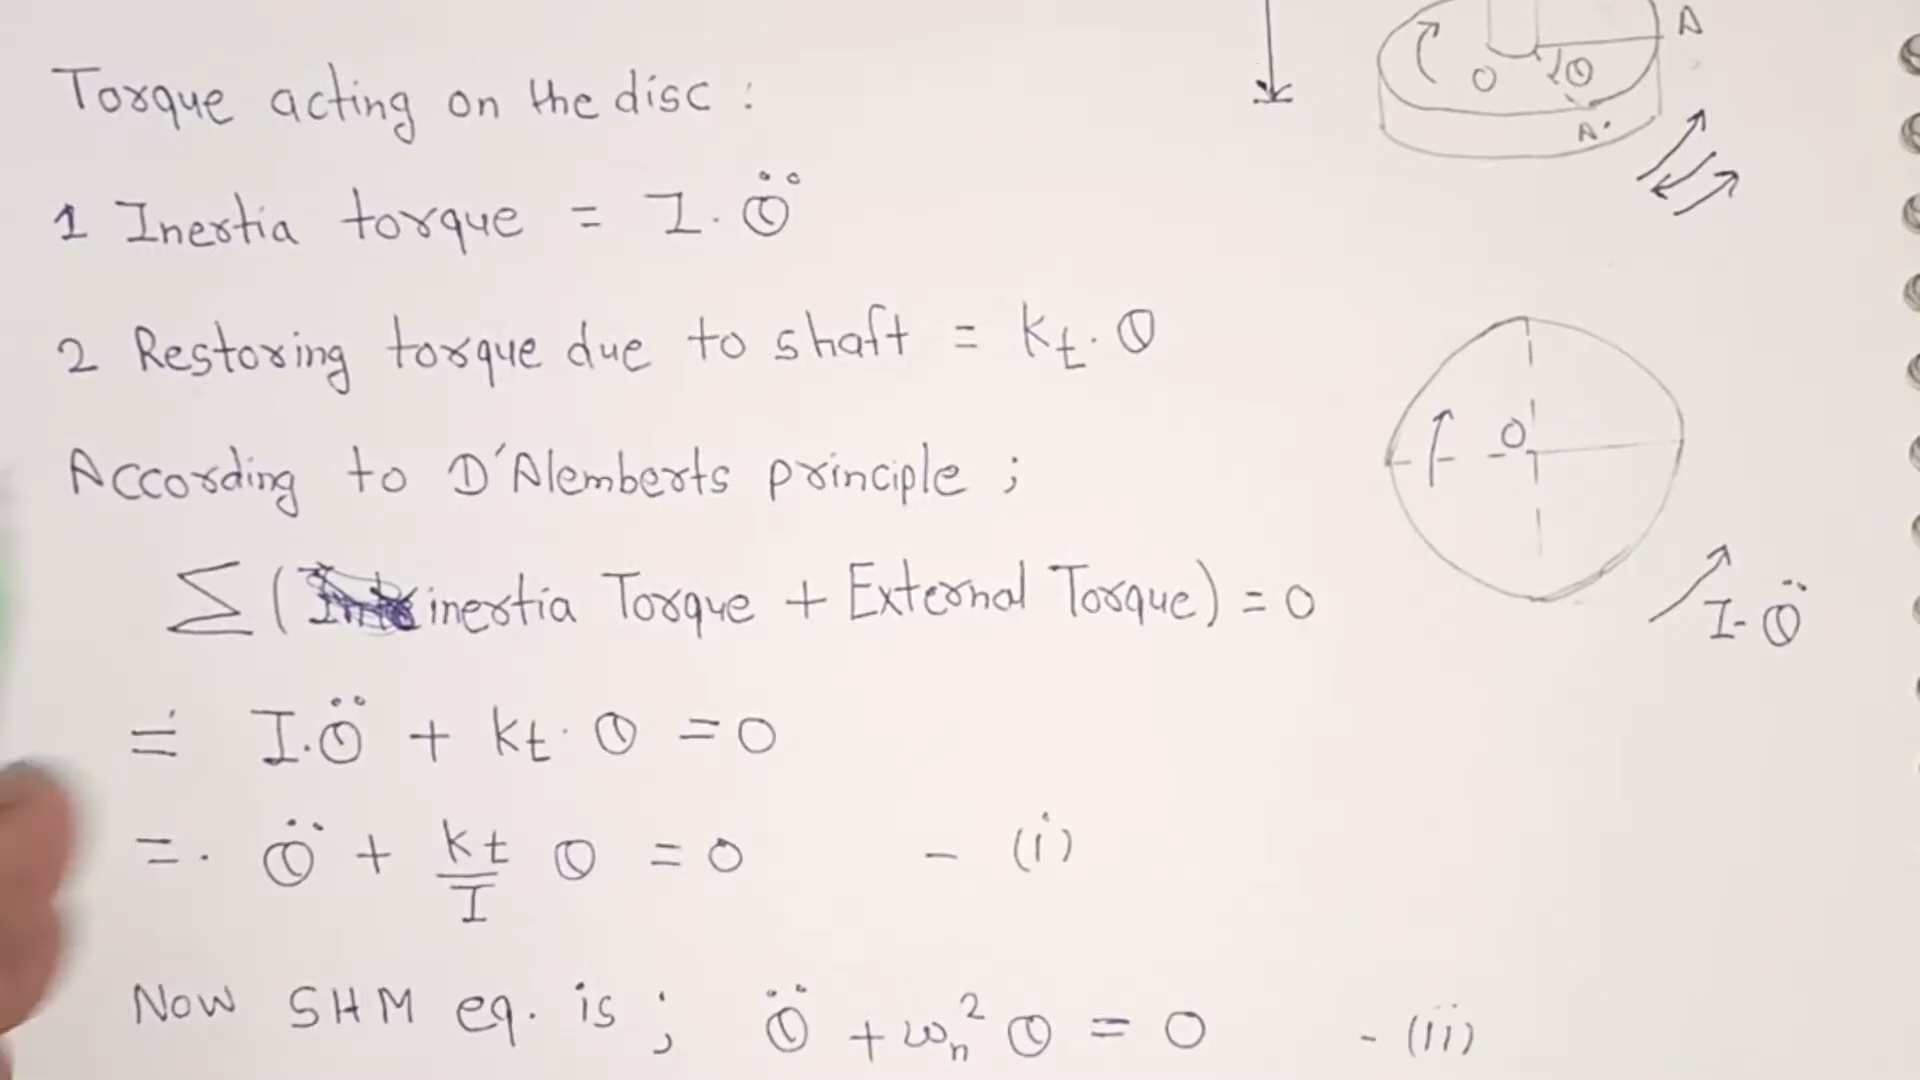 Torque acting on the disc :
1 Inertia torque = I. θ̈
2 Restoring torque due to shaft = Kt. θ
According to D'Alemberts principle ;
Σ ( inertia Torque + External Torque) = 0
= I.θ̈ + Kt. θ = 0
=. θ̈ + Kt/I θ = 0 - (i)
Now SHM eq. is ; θ̈ + ωn² θ = 0 - (ii)
A
O
θ
A'
O
I. θ̈